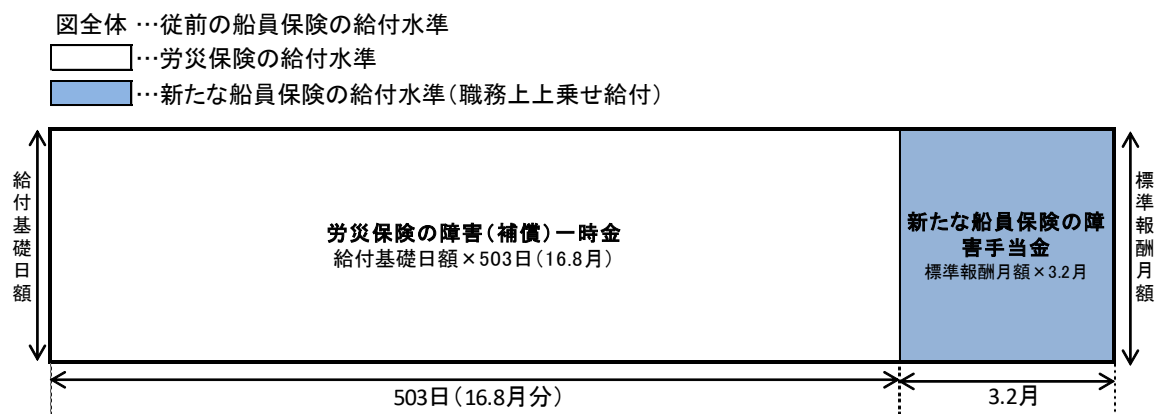 図全体 …従前の船員保険の給付水準
…労災保険の給付水準
…新たな船員保険の給付水準(職務上上乗せ給付)
給付基礎日額
労災保険の障害(補償)一時金
給付基礎日額×503日(16.8月)
新たな船員保険の障
害手当金
標準報酬月額×3.2月
標準報酬月額
503日(16.8月分)
3.2月